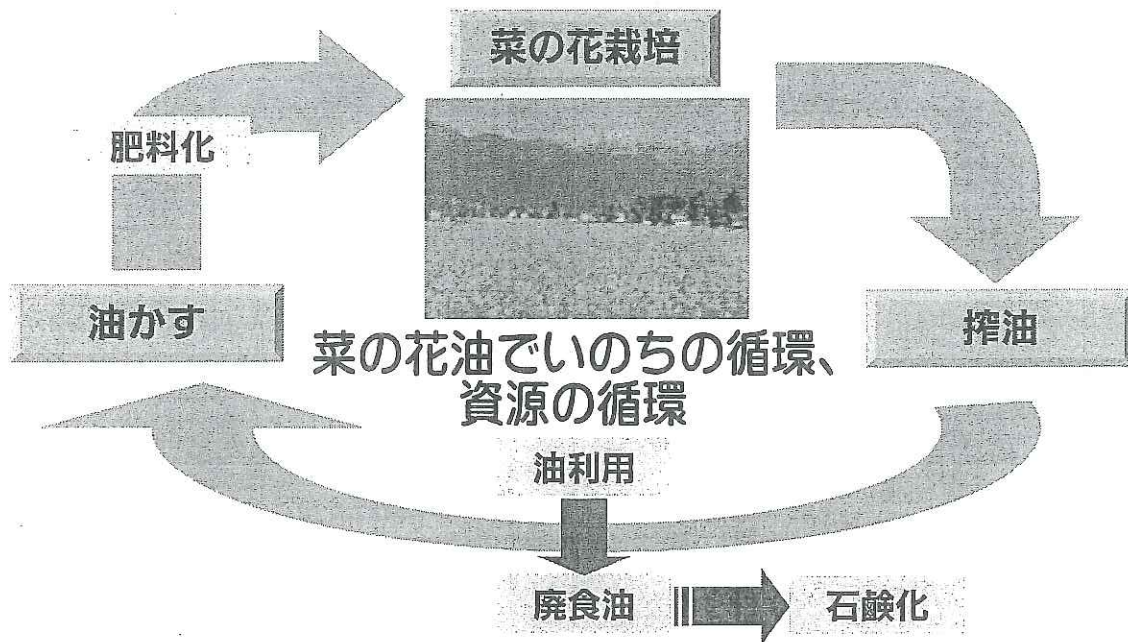 菜の花栽培
肥料化
油かす
搾油
菜の花油でいのちの循環、
資源の循環
油利用
廃食油
石鹸化